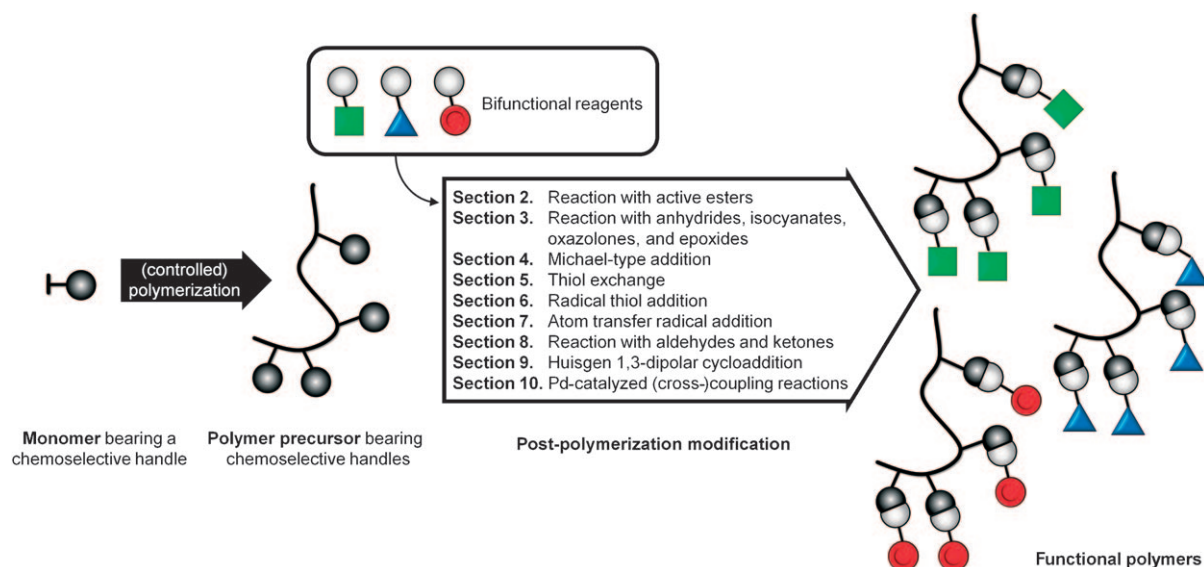 Bifunctional reagents
Section 2. Reaction with active esters
Section 3. Reaction with anhydrides, isocyanates,
oxazolones, and epoxides
Section 4. Michael-type addition
Section 5. Thiol exchange
Section 6. Radical thiol addition
Section 7. Atom transfer radical addition
Section 8. Reaction with aldehydes and ketones
Section 9. Huisgen 1,3-dipolar cycloaddition
Section 10. Pd-catalyzed (cross-)coupling reactions
(controlled)
polymerization
Monomer bearing a
chemoselective handle
Polymer precursor bearing
chemoselective handles
Post-polymerization modification
Functional polymers